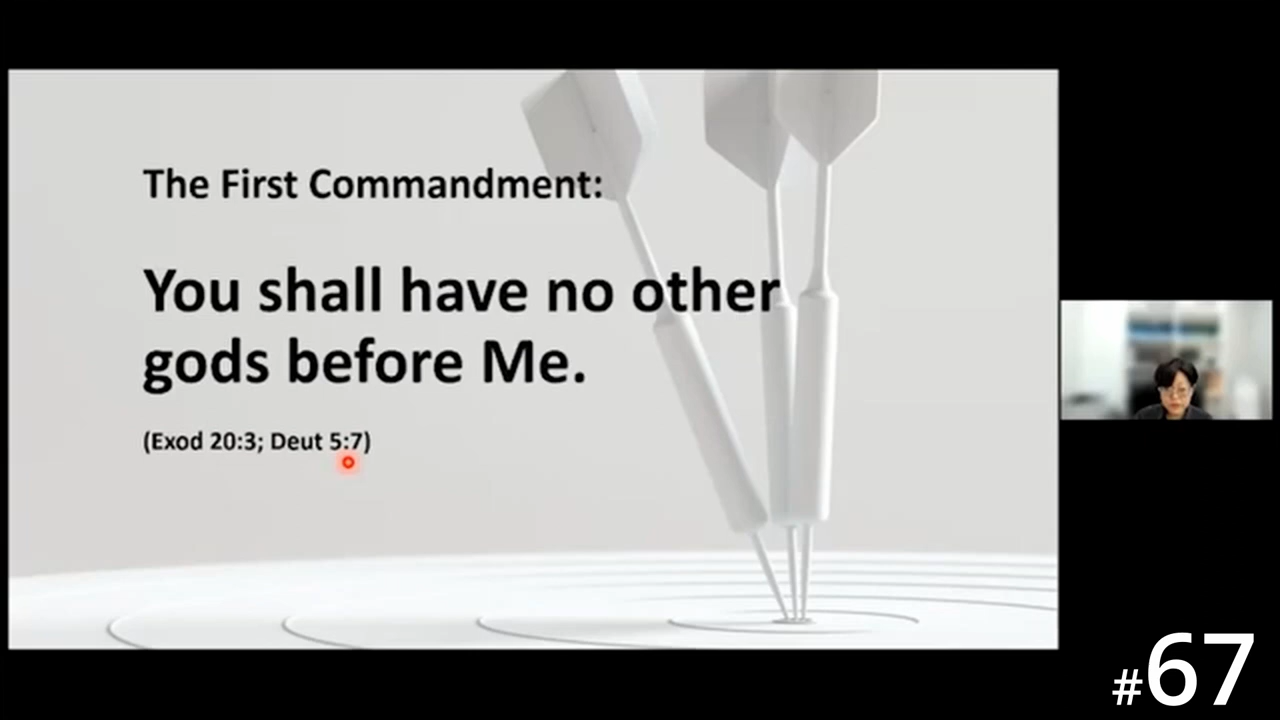 The First Commandment:
You shall have no other
gods before Me.
(Exod 20:3; Deut 5:7)
#67